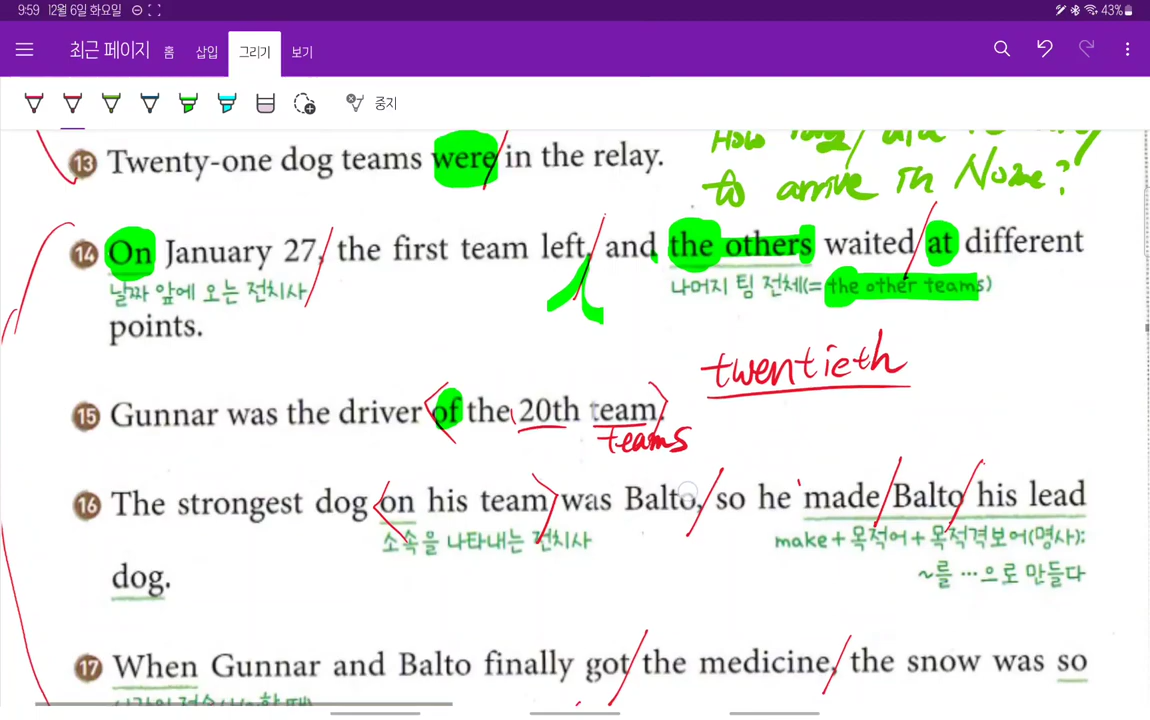 9:59 12월 6일 화요일 43%
최근 페이지 홈 삽입 그리기 보기
중지
to arrive in Nome?
13 Twenty-one dog teams were in the relay.
14 On January 27, the first team left, and the others waited at different
날짜 앞에 오는 전치사 나머지 팀 전체(= the other teams)
points.
twentieth
15 Gunnar was the driver of the 20th team.
teams
16 The strongest dog on his team was Balto, so he made Balto his lead
소속을 나타내는 전치사 make+목적어+목적격보어(명사):
dog. ~를 …으로 만들다
17 When Gunnar and Balto finally got the medicine, the snow was so